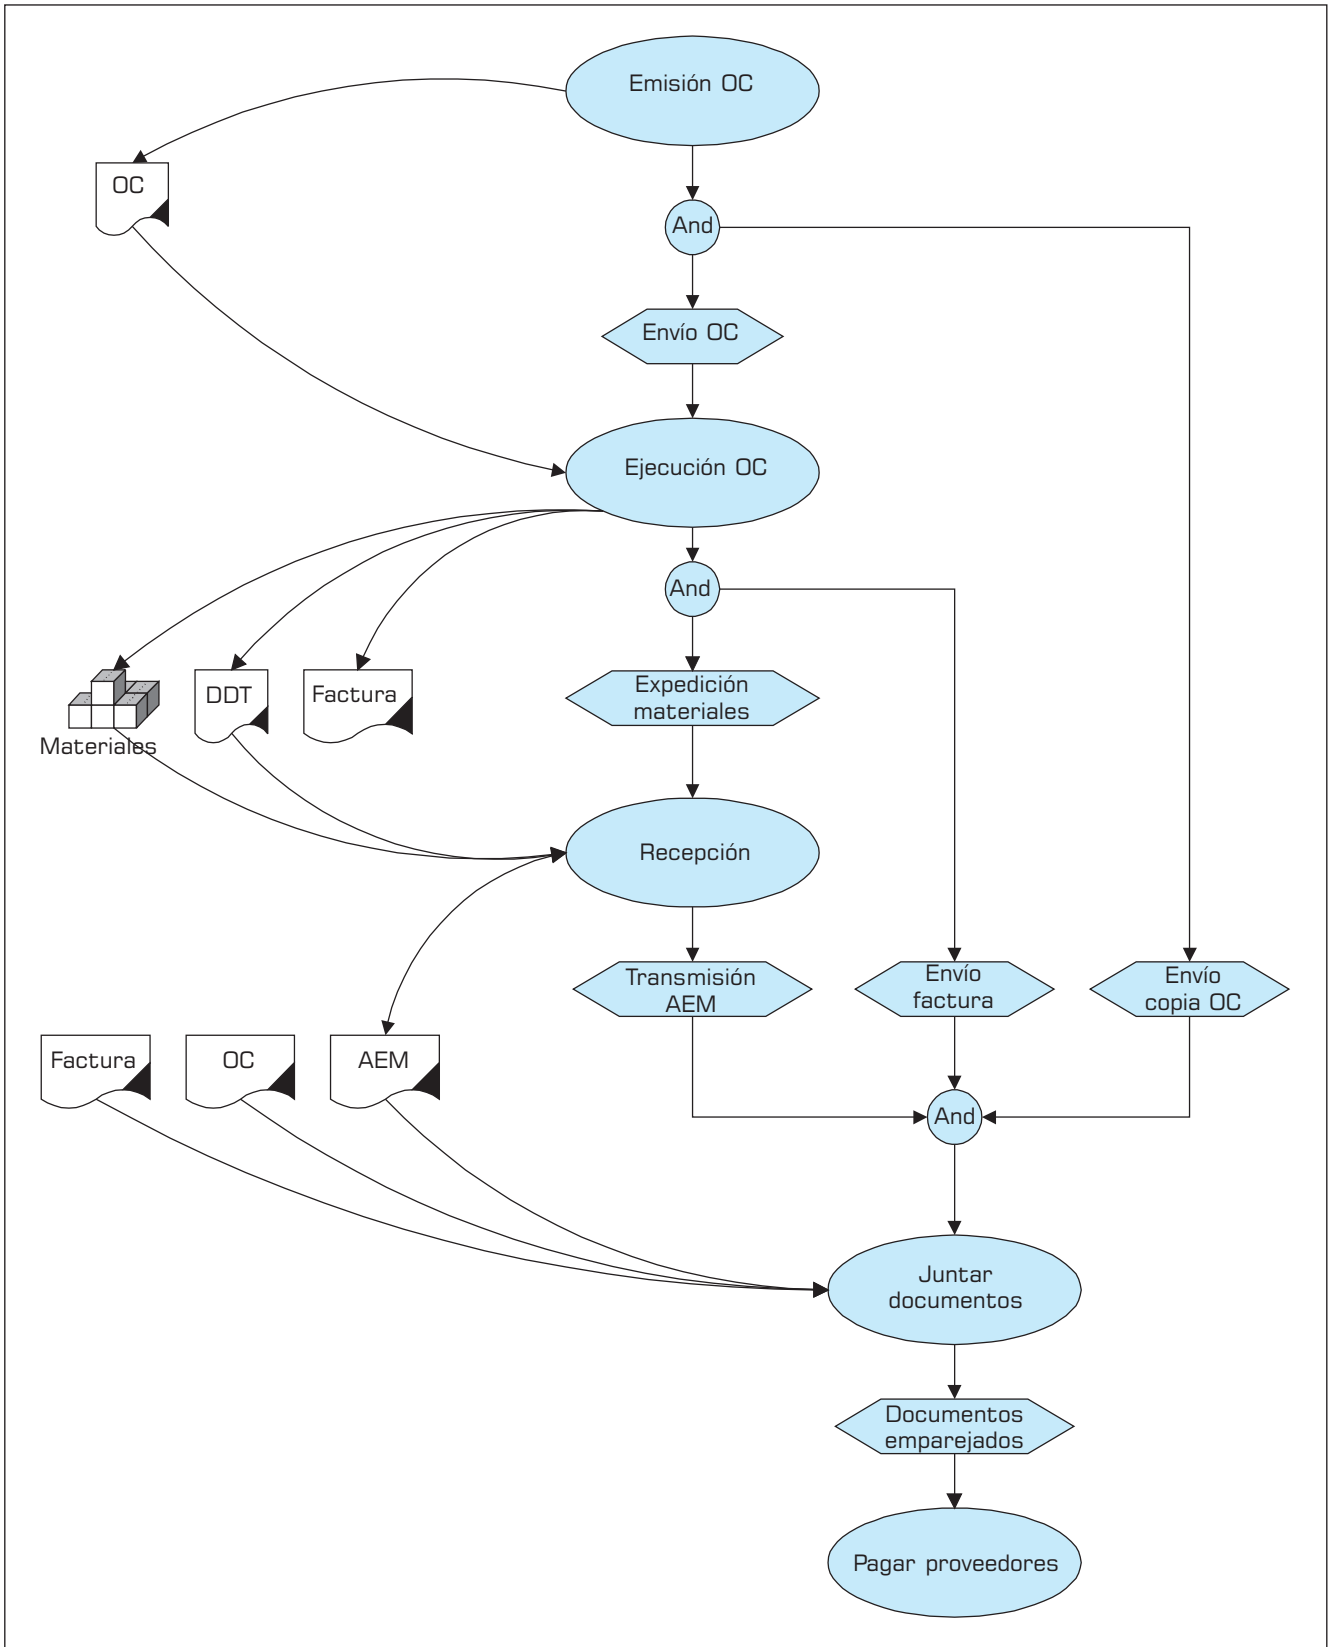 Emisión OC
OC
And
Envío OC
Ejecución OC
And
Materiales
DDT
Factura
Expedición
materiales
Recepción
Transmisión
AEM
Envío
factura
Envío
copia OC
Factura
OC
AEM
And
Juntar
documentos
Documentos
emparejados
Pagar proveedores